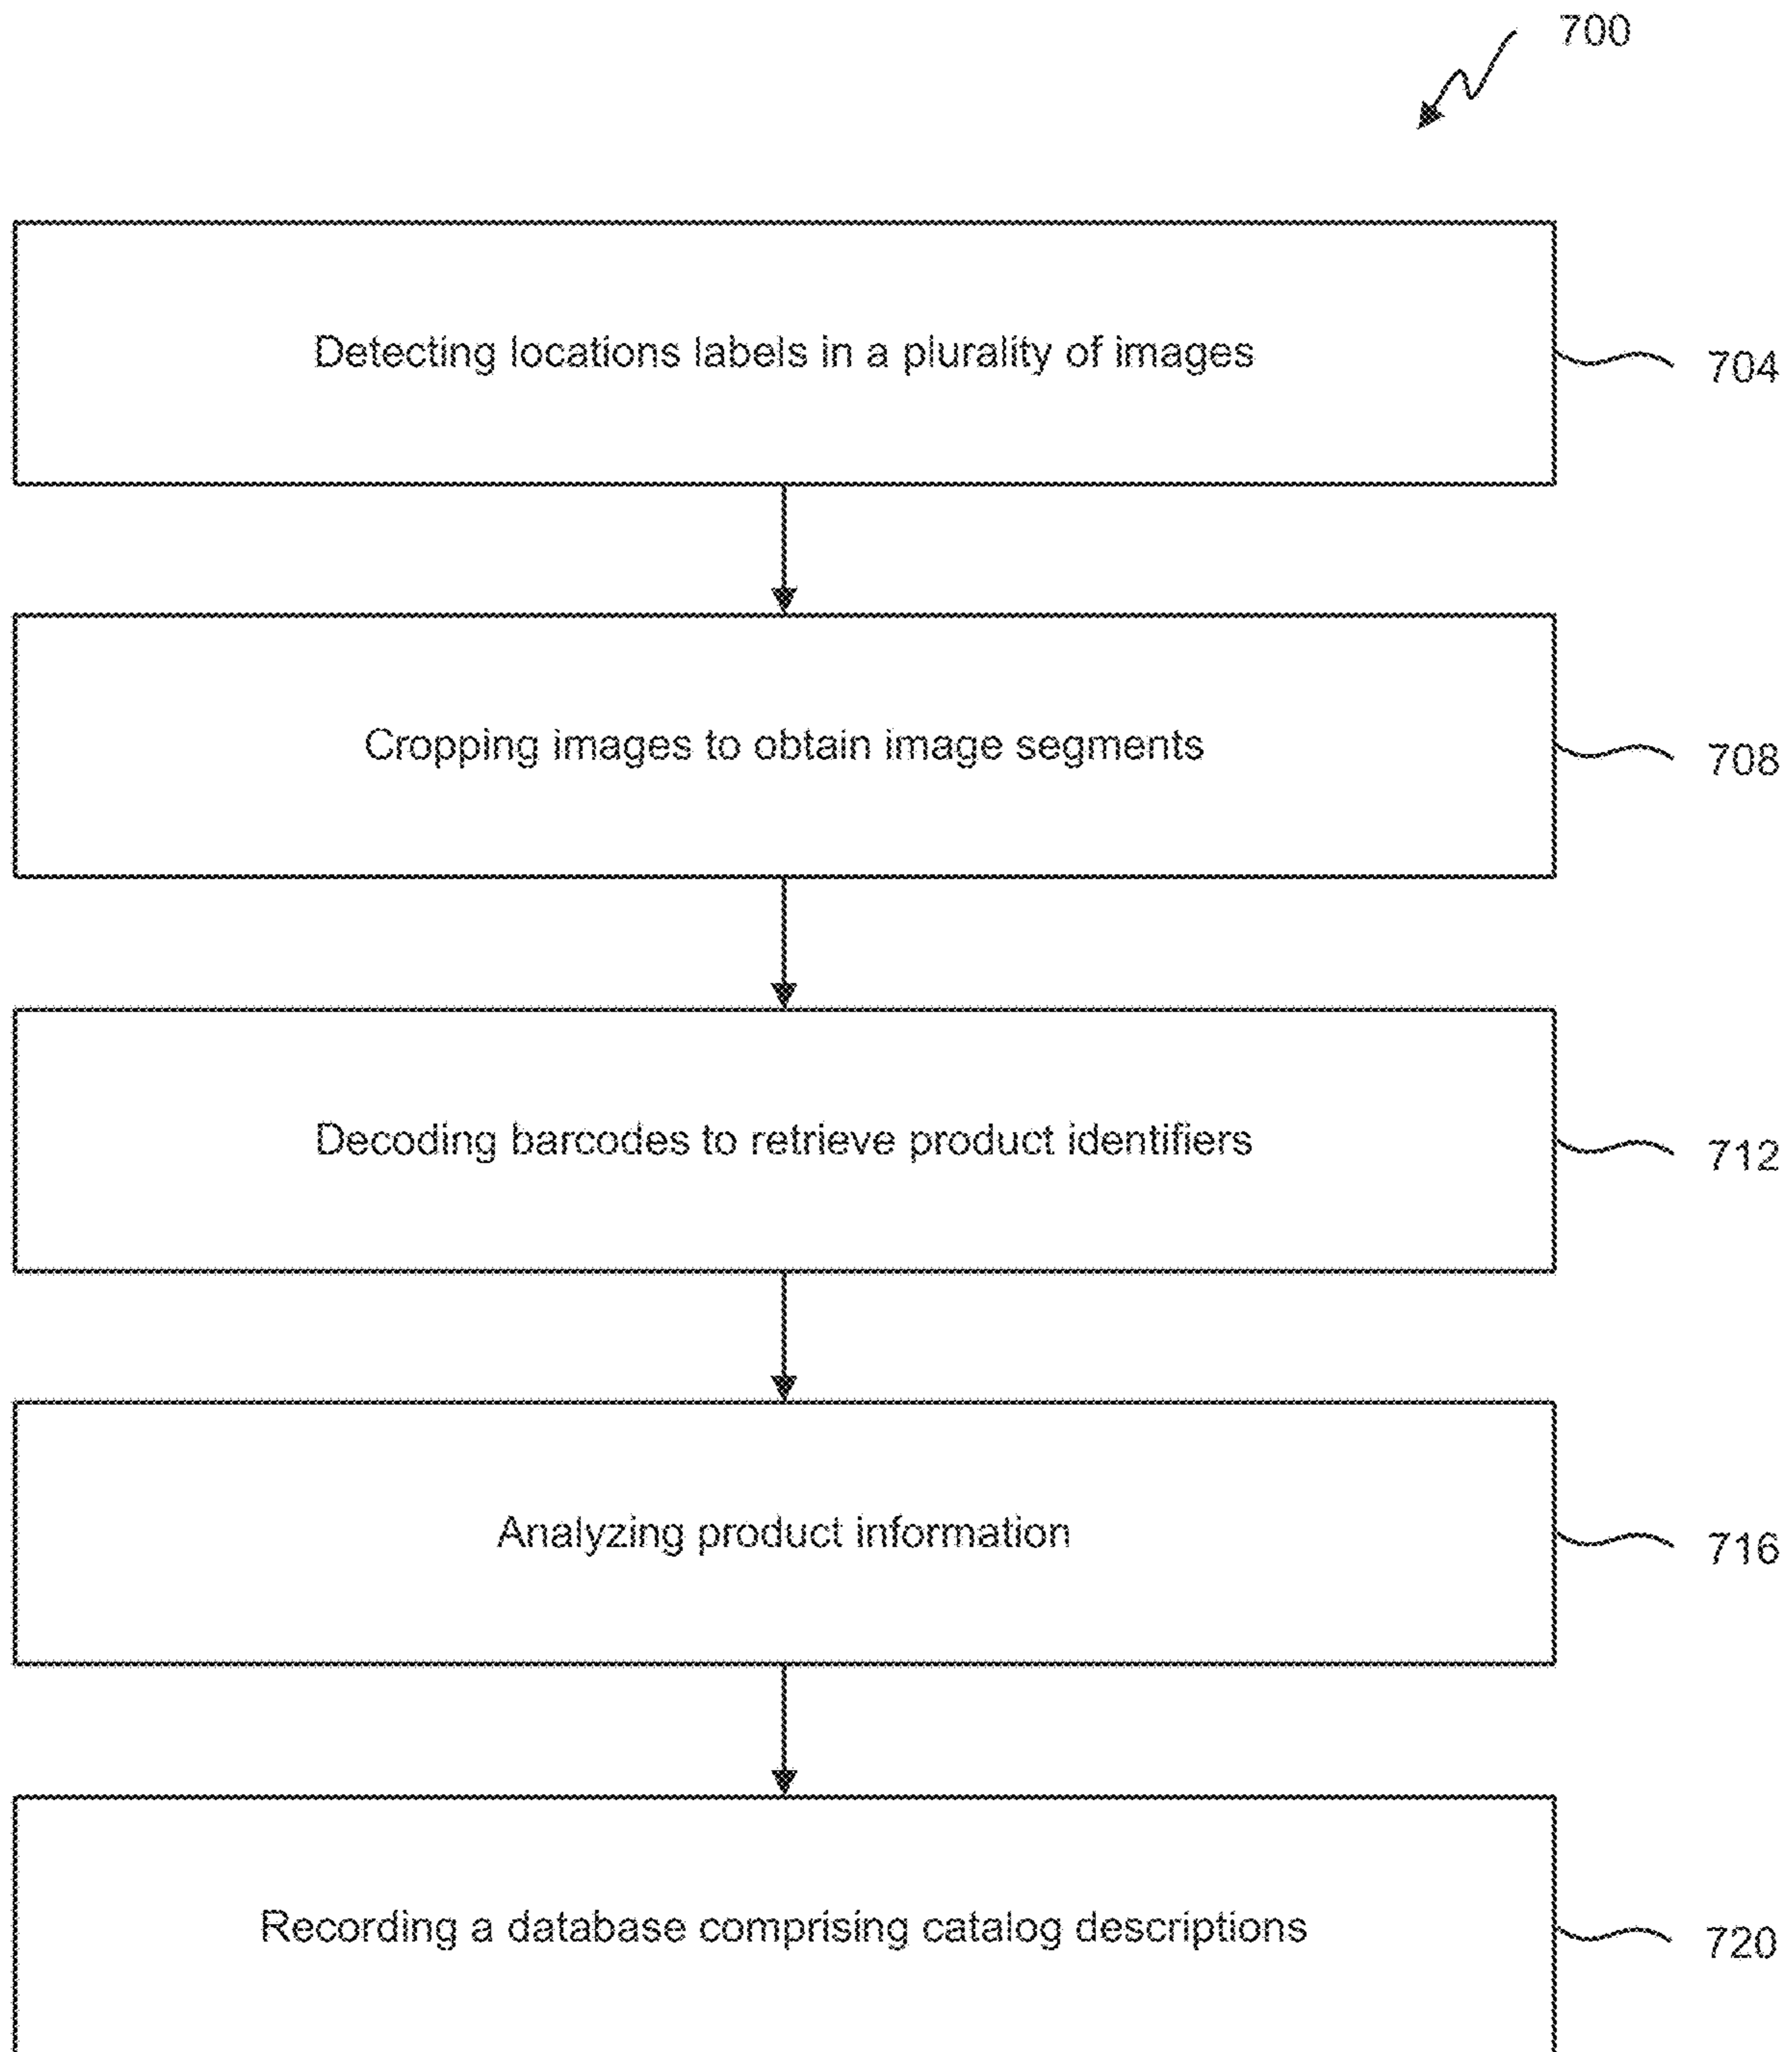 700
Detecting locations labels in a plurality of images
704
Cropping images to obtain image segments
708
Decoding barcodes to retrieve product identifiers
712
Analyzing product information
716
Recording a database comprising catalog descriptions
720